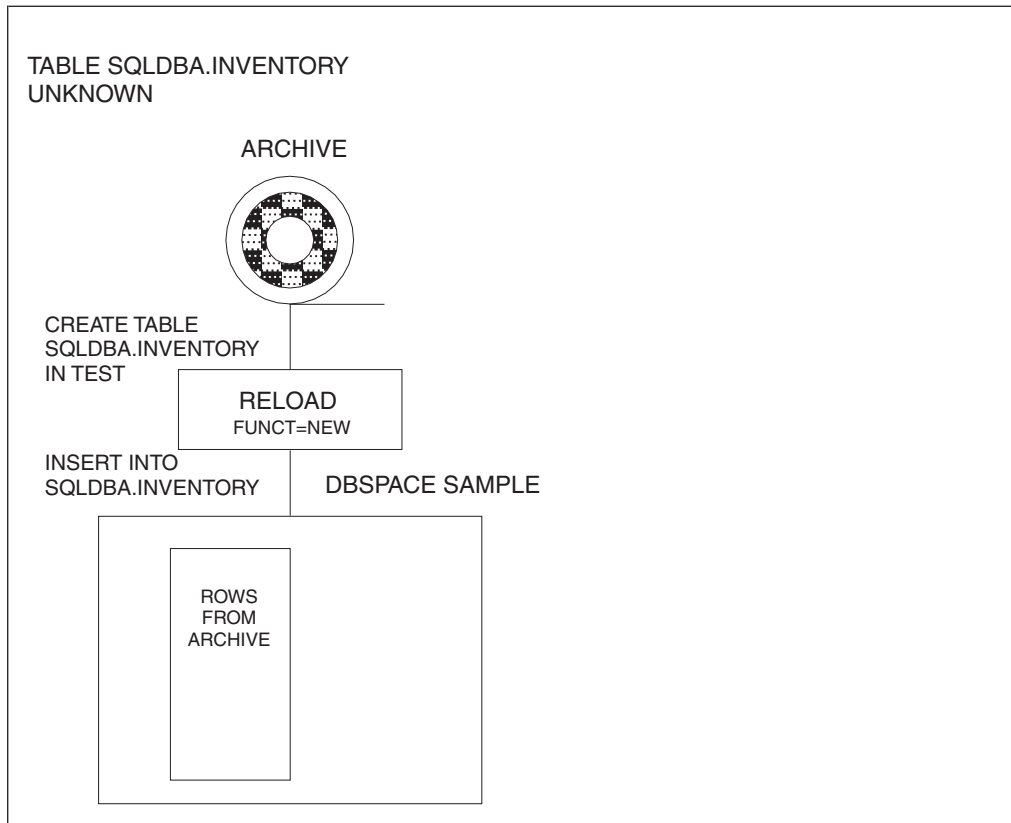 TABLE SQLDBA.INVENTORY
UNKNOWN
ARCHIVE
CREATE TABLE
SQLDBA.INVENTORY
IN TEST
RELOAD
FUNCT=NEW
INSERT INTO
SQLDBA.INVENTORY
DBSPACE SAMPLE
ROWS
FROM
ARCHIVE